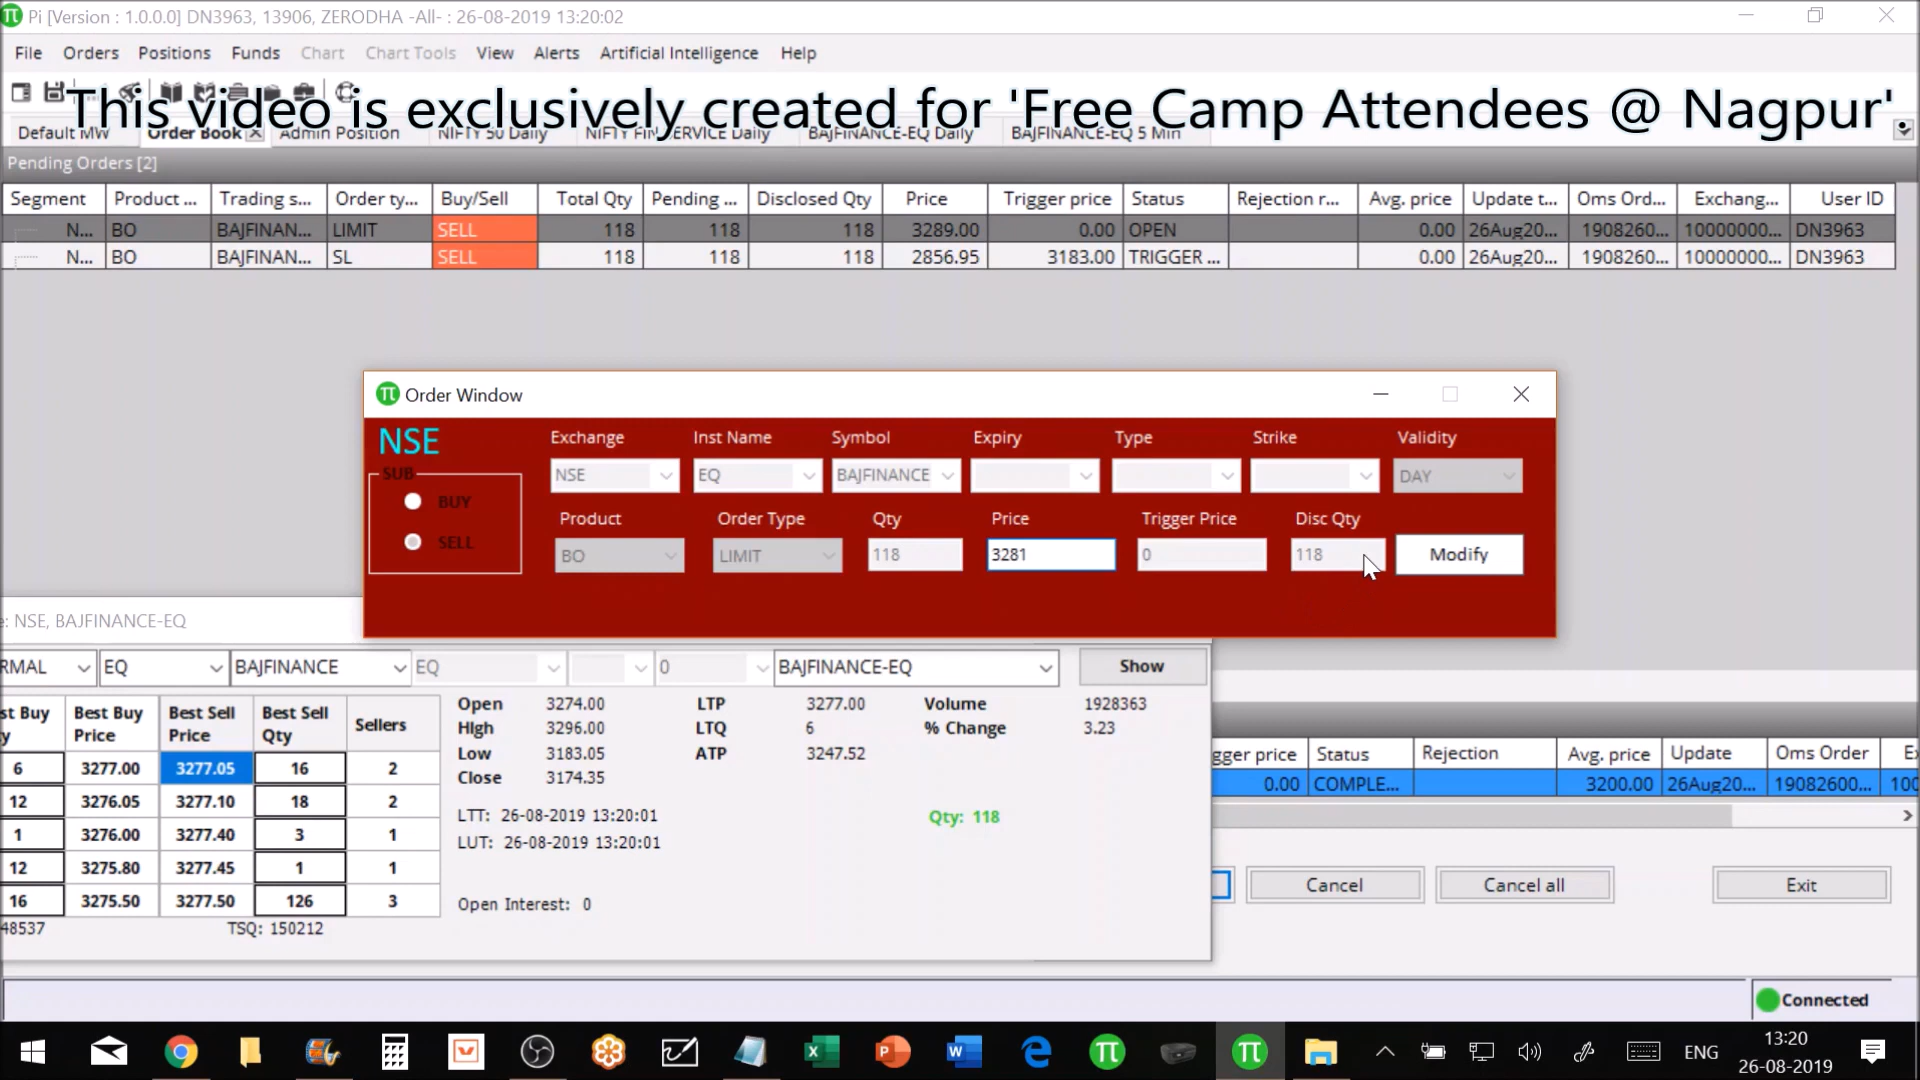 Pi [Version : 1.0.0.0] DN3963, 13906, ZERODHA -All- : 26-08-2019 13:20:02
File Orders Positions Funds Chart Chart Tools View Alerts Artificial Intelligence Help
This video is exclusively created for 'Free Camp Attendees @ Nagpur'
Default MW Order Book Admin Position NIFTY 50 Daily NIFTY FIN SERVICE Daily BAJFINANCE-EQ Daily BAJFINANCE-EQ 5 Min
Pending Orders [2]
Segment Product ... Trading s... Order ty... Buy/Sell Total Qty Pending ... Disclosed Qty Price Trigger price Status Rejection r... Avg. price Update t... Oms Ord... Exchang... User ID
N... BO BAJFINAN... LIMIT SELL 118 118 118 3289.00 0.00 OPEN 0.00 26Aug20... 1908260... 10000000... DN3963
N... BO BAJFINAN... SL SELL 118 118 118 2856.95 3183.00 TRIGGER ... 0.00 26Aug20... 1908260... 10000000... DN3963
Order Window
NSE Exchange Inst Name Symbol Expiry Type Strike Validity
SUB NSE EQ BAJFINANCE DAY
BUY
Product Order Type Qty Price Trigger Price Disc Qty
SELL BO LIMIT 118 3281 0 118 Modify
e: NSE, BAJFINANCE-EQ
RMAL EQ BAJFINANCE EQ 0 BAJFINANCE-EQ Show
st Buy Best Buy Price Best Sell Price Best Sell Qty Sellers
y
6 3277.00 3277.05 16 2
12 3276.05 3277.10 18 2
1 3276.00 3277.40 3 1
12 3275.80 3277.45 1 1
16 3275.50 3277.50 126 3
48537 TSQ: 150212
Open 3274.00 LTP 3277.00 Volume 1928363
High 3296.00 LTQ 6 % Change 3.23
Low 3183.05 ATP 3247.52
Close 3174.35
LTT: 26-08-2019 13:20:01 Qty: 118
LUT: 26-08-2019 13:20:01
Open Interest: 0
gger price Status Rejection Avg. price Update Oms Order Ex
0.00 COMPLE... 3200.00 26Aug20... 19082600... 100
Cancel Cancel all Exit
Connected
ENG 13:20
26-08-2019